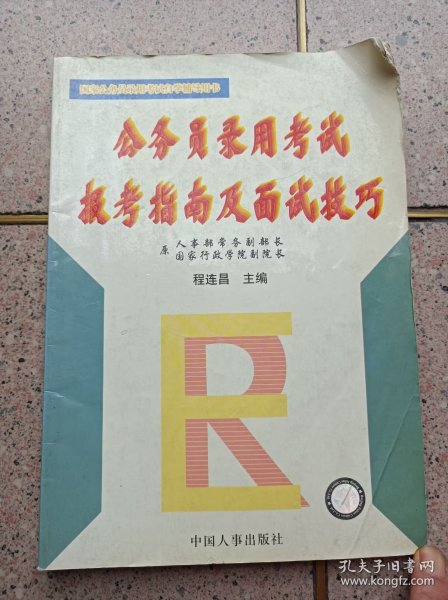 国家公务员录用考试自学辅导用书
公务员录用考试
报考指南及面试技巧
原 人事部常务副部长
国家行政学院副院长
程连昌 主编
ER
中国人事出版社
孔夫子旧书网
www.kongfz.com